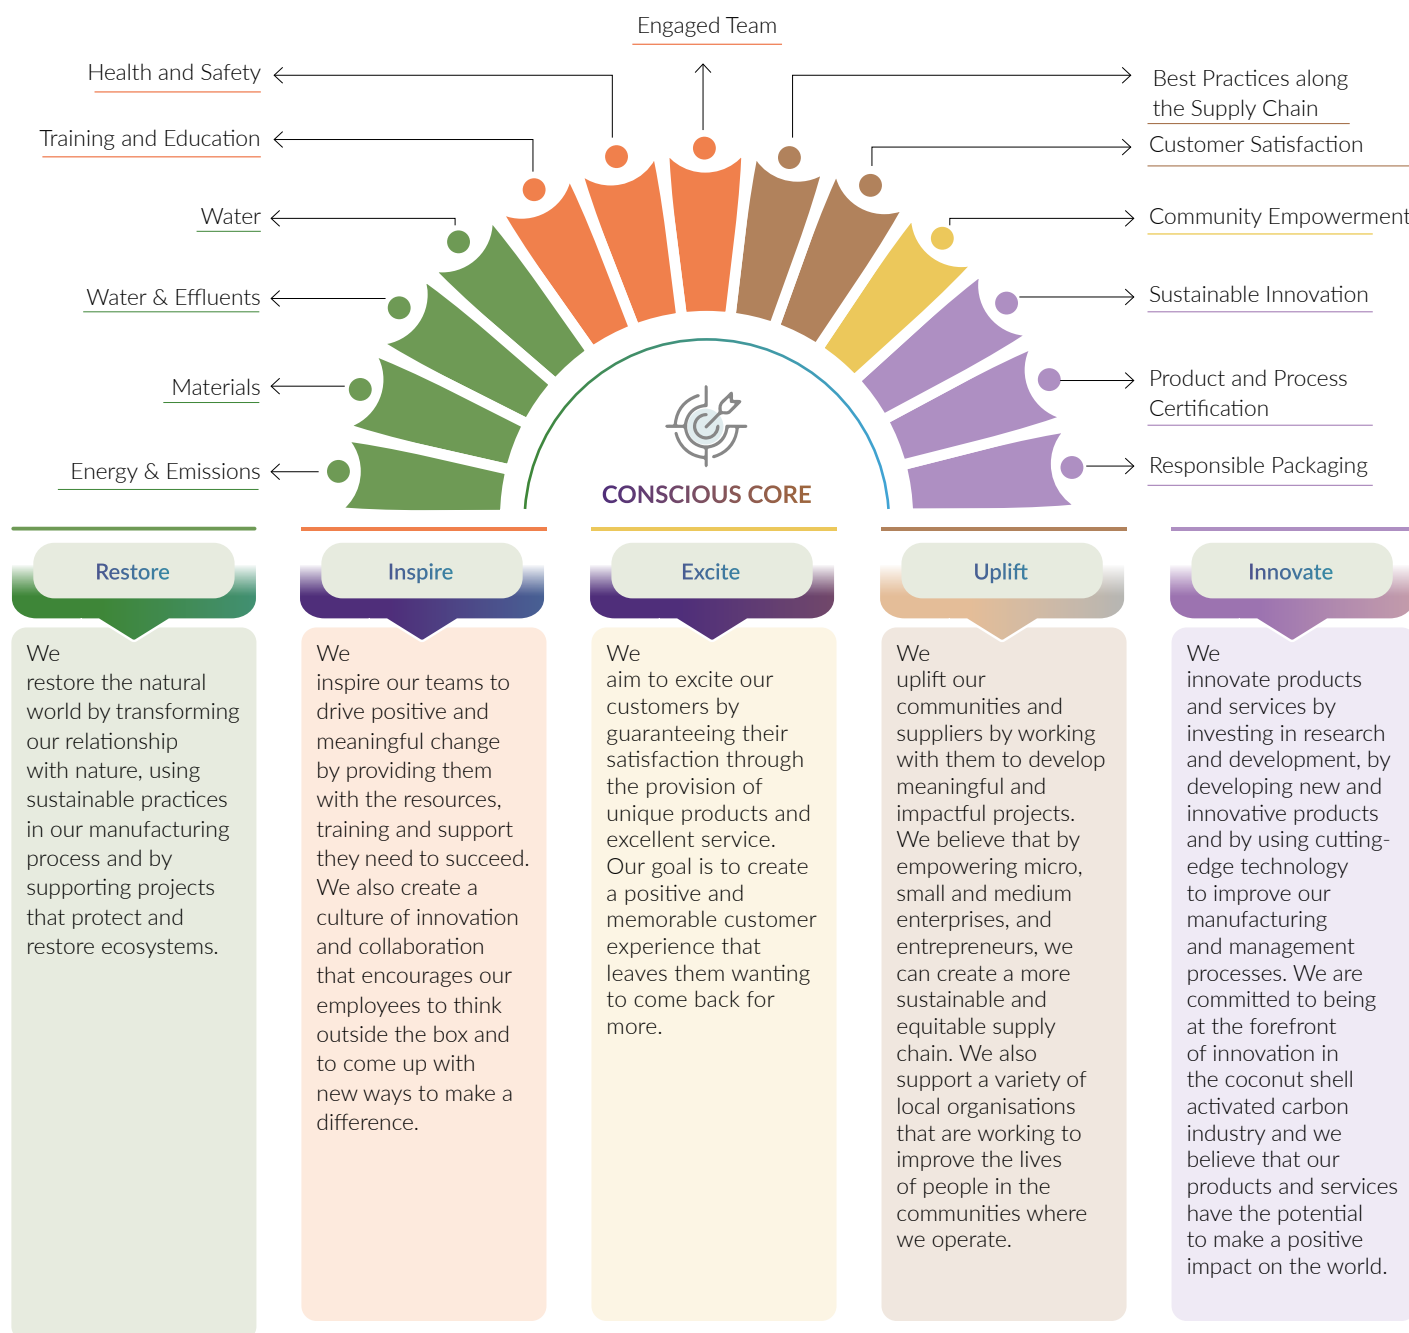 Engaged Team
Health and Safety
Training and Education
Water
Water & Effluents
Materials
Energy & Emissions
Best Practices along
the Supply Chain
Customer Satisfaction
Community Empowerment
Sustainable Innovation
Product and Process
Certification
Responsible Packaging
CONSCIOUS CORE
Restore
We
restore the natural
world by transforming
our relationship
with nature, using
sustainable practices
in our manufacturing
process and by
supporting projects
that protect and
restore ecosystems.
Inspire
We
inspire our teams to
drive positive and
meaningful change
by providing them
with the resources,
training and support
they need to succeed.
We also create a
culture of innovation
and collaboration
that encourages our
employees to think
outside the box and
to come up with
new ways to make a
difference.
Excite
We
aim to excite our
customers by
guaranteeing their
satisfaction through
the provision of
unique products and
excellent service.
Our goal is to create
a positive and
memorable customer
experience that
leaves them wanting
to come back for
more.
Uplift
We
uplift our
communities and
suppliers by working
with them to develop
meaningful and
impactful projects.
We believe that by
empowering micro,
small and medium
enterprises, and
entrepreneurs, we
can create a more
sustainable and
equitable supply
chain. We also
support a variety of
local organisations
that are working to
improve the lives
of people in the
communities where
we operate.
Innovate
We
innovate products
and services by
investing in research
and development, by
developing new and
innovative products
and by using cutting-
edge technology
to improve our
manufacturing
and management
processes. We are
committed to being
at the forefront
of innovation in
the coconut shell
activated carbon
industry and we
believe that our
products and services
have the potential
to make a positive
impact on the world.